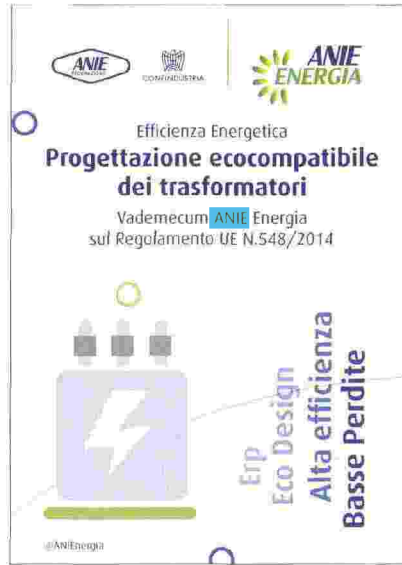 ANIE
FEDERAZIONE
CONFINDUSTRIA
ANIE
ENERGIA
Efficienza Energetica
Progettazione ecocompatibile
dei trasformatori
Vademecum ANIE Energia
sul Regolamento UE N.548/2014
Erp
Eco Design
Alta efficienza
Basse Perdite
@ANIEnergia